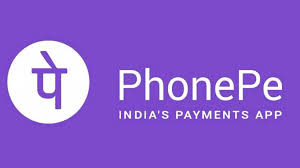 पे
PhonePe
INDIA'S PAYMENTS APP